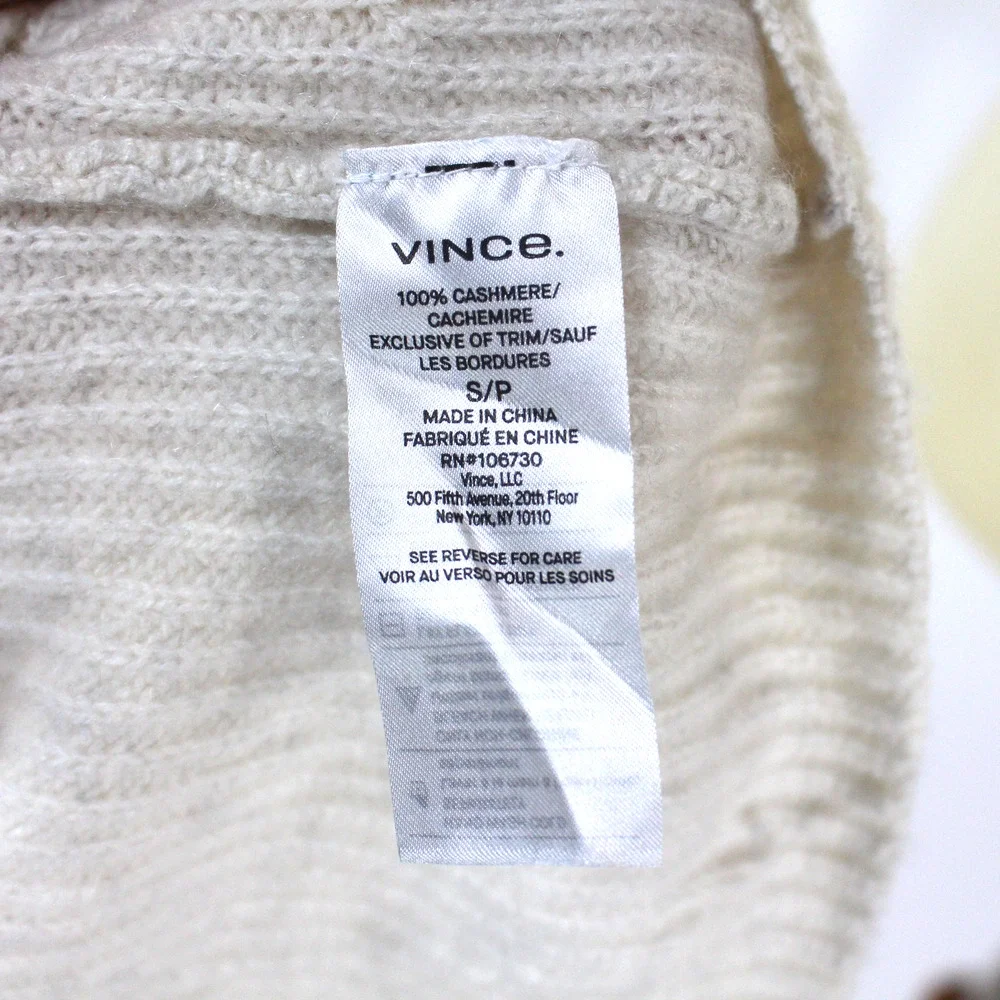 VINCe.
100% CASHMERE/
CACHEMIRE
EXCLUSIVE OF TRIM/SAUF
LES BORDURES
S/P
MADE IN CHINA
FABRIQUÉ EN CHINE
RN#106730
Vince, LLC
500 Fifth Avenue, 20th Floor
New York, NY 10110
SEE REVERSE FOR CARE
VOIR AU VERSO POUR LES SOINS